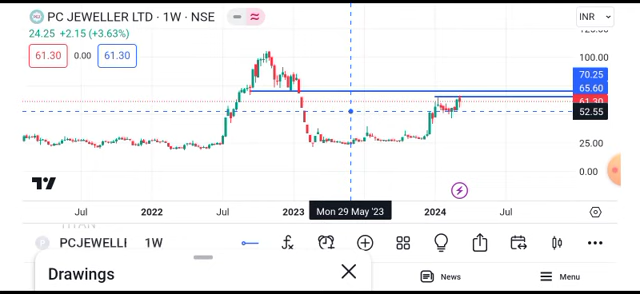 PC JEWELLER LTD · 1W · NSE
INR
24.25 +2.15 (+3.63%)
61.30 0.00 61.30
100.00
70.25
65.60
61.30
52.55
25.00
0.00
Jul 2022 Jul 2023 Mon 29 May '23 2024 Jul
PCJEWELLI 1W
Drawings
News
Menu